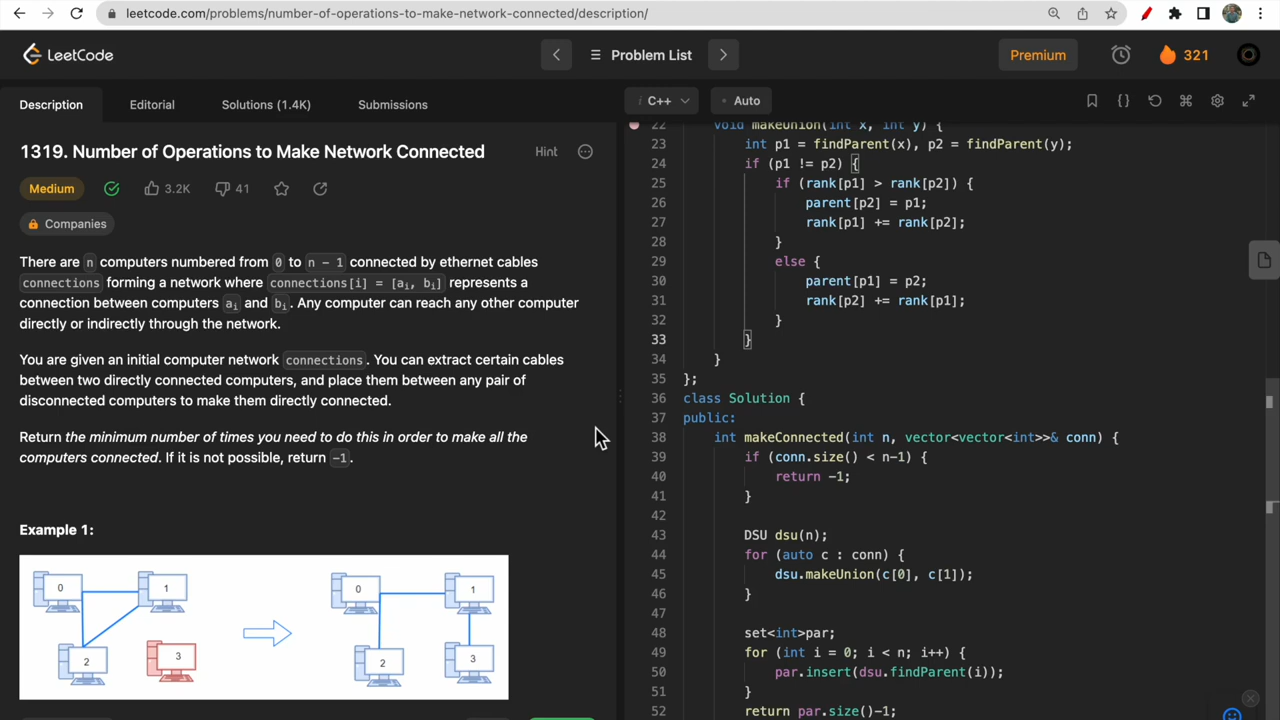 leetcode.com/problems/number-of-operations-to-make-network-connected/description/
LeetCode
Problem List
Premium
321
Description
Editorial
Solutions (1.4K)
Submissions
1319. Number of Operations to Make Network Connected
Hint
Medium
3.2K
41
Companies
There are n computers numbered from 0 to n - 1 connected by ethernet cables
connections forming a network where connections[i] = [ai, bi] represents a
connection between computers ai and bi. Any computer can reach any other computer
directly or indirectly through the network.
You are given an initial computer network connections. You can extract certain cables
between two directly connected computers, and place them between any pair of
disconnected computers to make them directly connected.
Return the minimum number of times you need to do this in order to make all the
computers connected. If it is not possible, return -1.
Example 1:
0
1
2
3
0
1
2
3
i C++
Auto
22 void makeUnion(int x, int y) {
23 int p1 = findParent(x), p2 = findParent(y);
24 if (p1 != p2) {
25 if (rank[p1] > rank[p2]) {
26 parent[p2] = p1;
27 rank[p1] += rank[p2];
28 }
29 else {
30 parent[p1] = p2;
31 rank[p2] += rank[p1];
32 }
33 }
34 }
35 };
36 class Solution {
37 public:
38 int makeConnected(int n, vector<vector<int>>& conn) {
39 if (conn.size() < n-1) {
40 return -1;
41 }
42
43 DSU dsu(n);
44 for (auto c : conn) {
45 dsu.makeUnion(c[0], c[1]);
46 }
47
48 set<int>par;
49 for (int i = 0; i < n; i++) {
50 par.insert(dsu.findParent(i));
51 }
52 return par.size()-1;